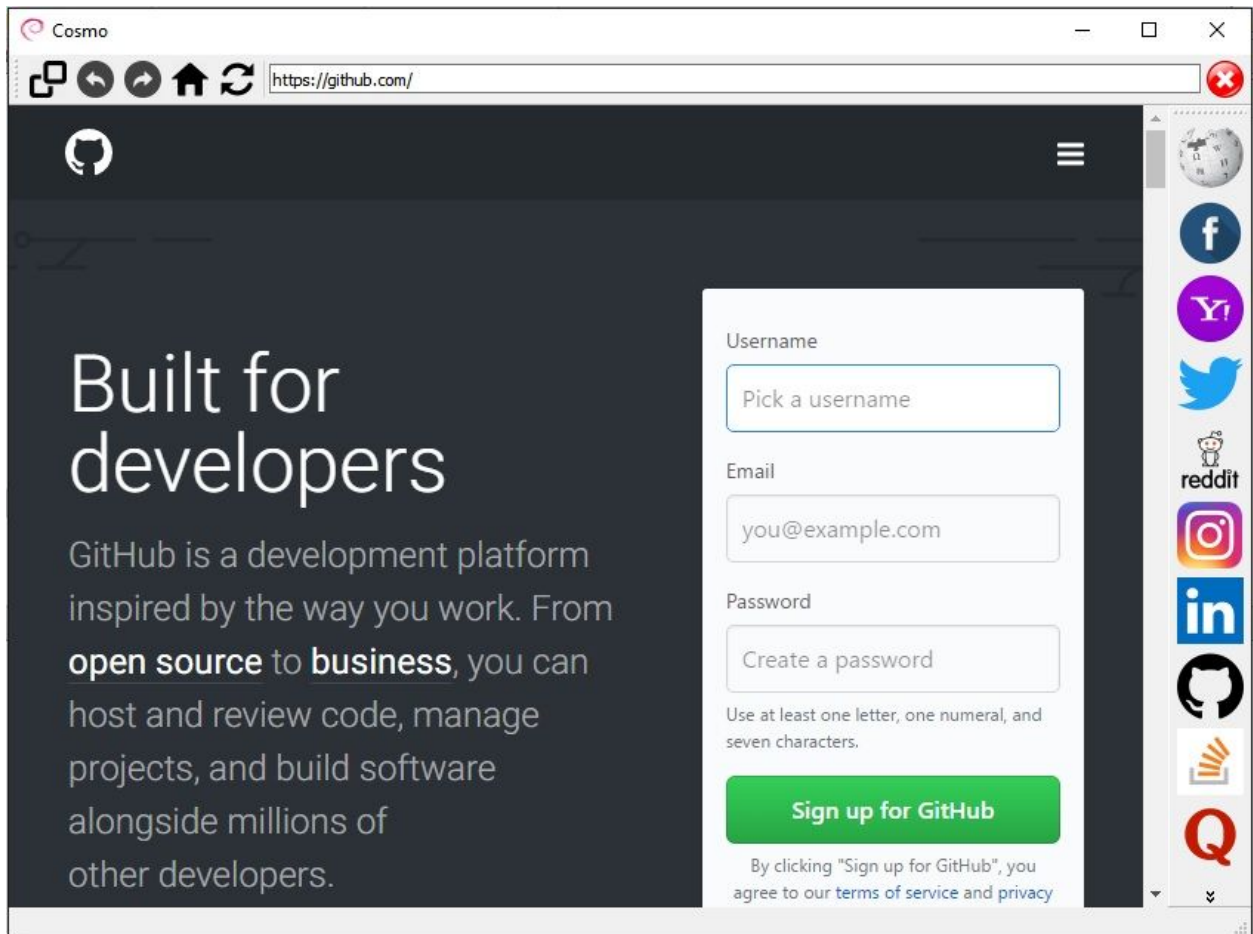 Cosmo
https://github.com/
Built for
developers
GitHub is a development platform
inspired by the way you work. From
open source to business, you can
host and review code, manage
projects, and build software
alongside millions of
other developers.
Username
Pick a username
Email
you@example.com
Password
Create a password
Use at least one letter, one numeral, and
seven characters.
Sign up for GitHub
By clicking "Sign up for GitHub", you
agree to our terms of service and privacy
f
Y!
reddit
in
Q